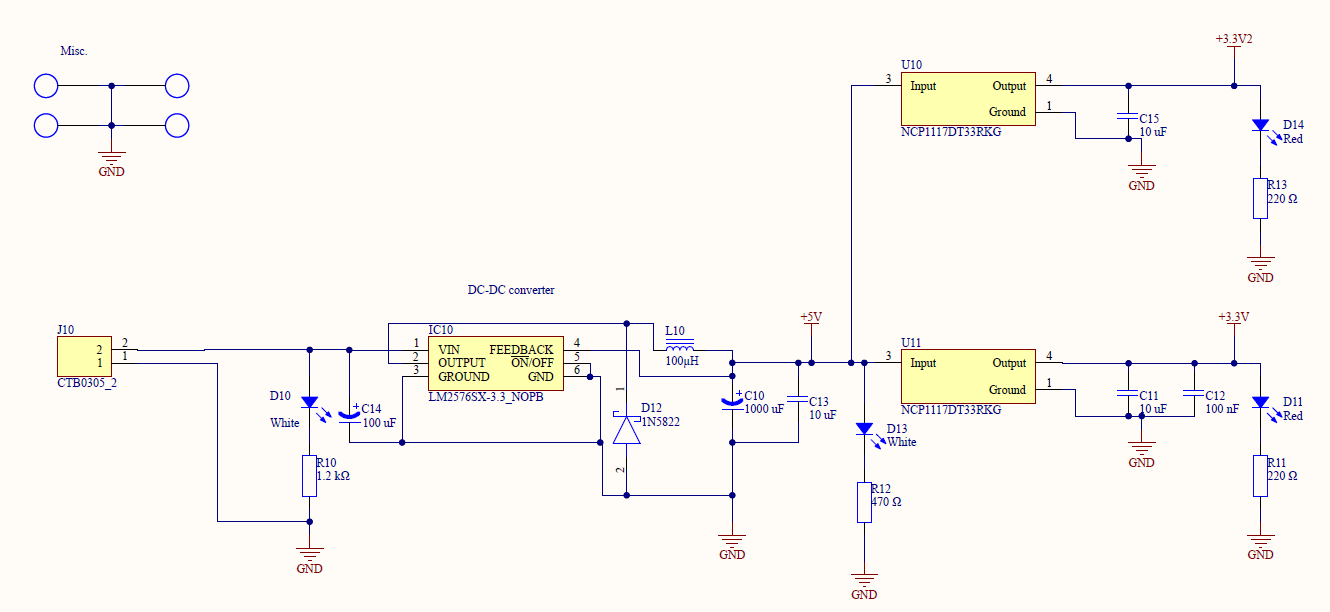 Misc.
GND
+3.3V2
U10
3
Input
Output
4
Ground
1
NCP1117DT33RKG
C15
10 uF
GND
D14
Red
R13
220 Ω
GND
DC-DC converter
J10
2
2
1
1
CTB0305_2
D10
White
R10
1.2 kΩ
GND
C14
+
100 uF
IC10
1
VIN
FEEDBACK
4
2
OUTPUT
ON/OFF
5
3
GROUND
GND
6
LM2576SX-3.3_NOPB
1
D12
1N5822
2
L10
100µH
+
C10
1000 uF
GND
+5V
C13
10 uF
D13
White
R12
470 Ω
GND
U11
3
Input
Output
4
Ground
1
NCP1117DT33RKG
C11
10 uF
GND
C12
100 nF
+3.3V
D11
Red
R11
220 Ω
GND